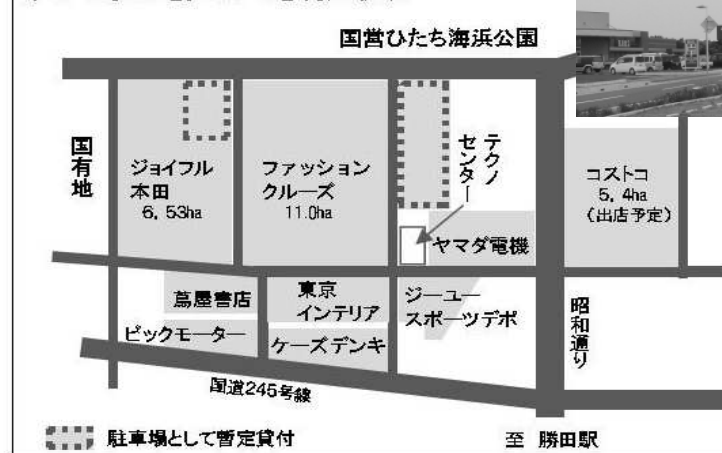 国営ひたち海浜公園
国有地
ジョイフル
本田
6.53ha
ファッション
クルーズ
11.0ha
テクノ
センター
ヤマダ電機
コストコ
5.4ha
（出店予定）
蔦屋書店
東京
インテリア
ジーユー
スポーツデポ
ビックモーター
ケーズデンキ
昭和通り
国道245号線
駐車場として暫定貸付
至 勝田駅